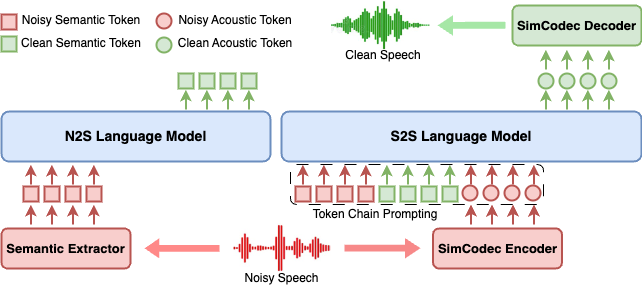 Noisy Semantic Token
Noisy Acoustic Token
Clean Semantic Token
Clean Acoustic Token
Clean Speech
SimCodec Decoder
N2S Language Model
S2S Language Model
Token Chain Prompting
Semantic Extractor
Noisy Speech
SimCodec Encoder